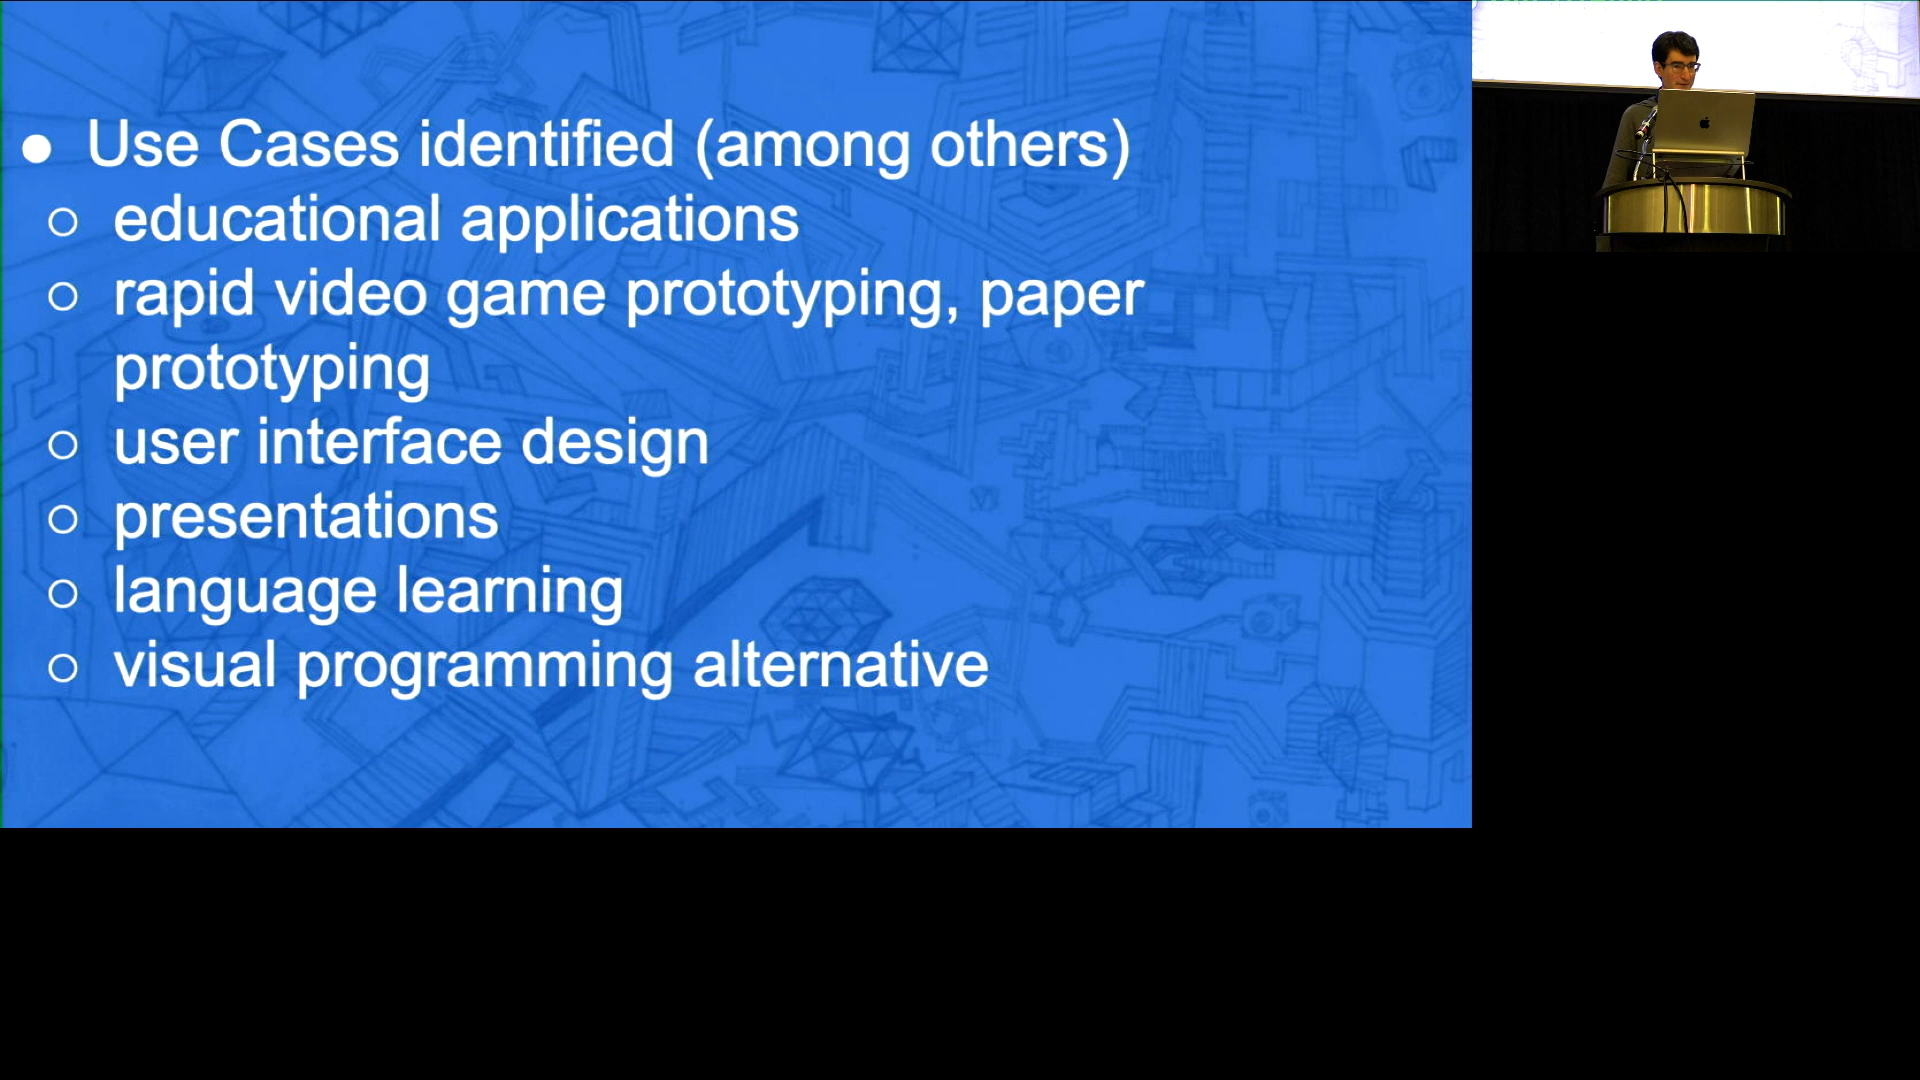 ● Use Cases identified (among others)
○ educational applications
○ rapid video game prototyping, paper
prototyping
○ user interface design
○ presentations
○ language learning
○ visual programming alternative